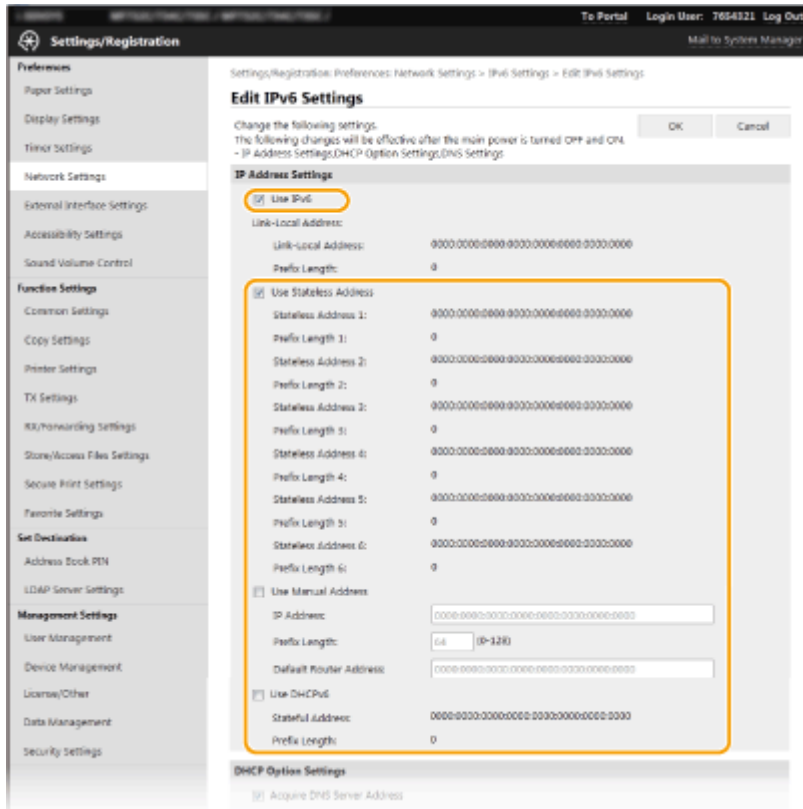 To Portal Login User: 7654321 Log Out
Settings/Registration
Mail to System Manager
Preferences
Paper Settings
Display Settings
Timer Settings
Network Settings
External Interface Settings
Accessibility Settings
Sound Volume Control
Function Settings
Common Settings
Copy Settings
Printer Settings
TX Settings
RX/Forwarding Settings
Store/Access Files Settings
Secure Print Settings
Favorite Settings
Set Destination
Address Book PIN
LDAP Server Settings
Management Settings
User Management
Device Management
License/Other
Data Management
Security Settings
Settings/Registration: Preferences: Network Settings > IPv6 Settings > Edit IPv6 Settings
Edit IPv6 Settings
Change the following settings.
The following changes will be effective after the main power is turned OFF and ON.
- IP Address Settings,DHCP Option Settings,DNS Settings
OK Cancel
IP Address Settings
Use IPv6
Link-Local Address:
Link-Local Address: 0000:0000:0000:0000:0000:0000:0000:0000
Prefix Length: 0
Use Stateless Address
Stateless Address 1: 0000:0000:0000:0000:0000:0000:0000:0000
Prefix Length 1: 0
Stateless Address 2: 0000:0000:0000:0000:0000:0000:0000:0000
Prefix Length 2: 0
Stateless Address 3: 0000:0000:0000:0000:0000:0000:0000:0000
Prefix Length 3: 0
Stateless Address 4: 0000:0000:0000:0000:0000:0000:0000:0000
Prefix Length 4: 0
Stateless Address 5: 0000:0000:0000:0000:0000:0000:0000:0000
Prefix Length 5: 0
Stateless Address 6: 0000:0000:0000:0000:0000:0000:0000:0000
Prefix Length 6: 0
Use Manual Address
IP Address: 0000:0000:0000:0000:0000:0000:0000:0000
Prefix Length: 64 (0-128)
Default Router Address: 0000:0000:0000:0000:0000:0000:0000:0000
Use DHCPv6
Stateful Address: 0000:0000:0000:0000:0000:0000:0000:0000
Prefix Length: 0
DHCP Option Settings
Acquire DNS Server Address